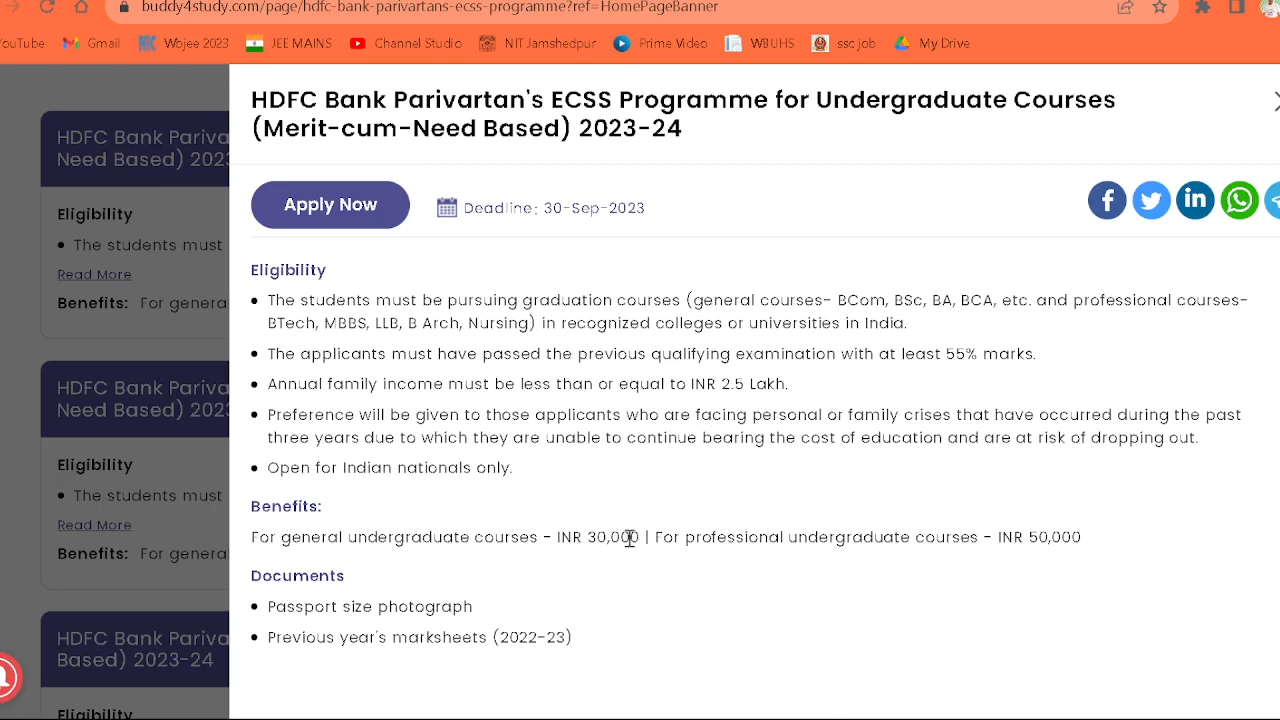 buddy4study.com/page/hdfc-bank-parivartans-ecss-programme?ref=HomePageBanner
YouTube Gmail NIC Wojee 2023 JEE MAINS Channel Studio NIT Jamshedpur Prime Video WBUHS ssc job My Drive
HDFC Bank Parivartan's ECSS Programme for Undergraduate Courses
(Merit-cum-Need Based) 2023-24
Apply Now Deadline: 30-Sep-2023
Eligibility
• The students must be pursuing graduation courses (general courses- BCom, BSc, BA, BCA, etc. and professional courses-
BTech, MBBS, LLB, B Arch, Nursing) in recognized colleges or universities in India.
• The applicants must have passed the previous qualifying examination with at least 55% marks.
• Annual family income must be less than or equal to INR 2.5 Lakh.
• Preference will be given to those applicants who are facing personal or family crises that have occurred during the past
three years due to which they are unable to continue bearing the cost of education and are at risk of dropping out.
• Open for Indian nationals only.
Benefits:
For general undergraduate courses - INR 30,000 | For professional undergraduate courses - INR 50,000
Documents
• Passport size photograph
• Previous year's marksheets (2022-23)
HDFC Bank Pariva
Need Based) 202
Eligibility
• The students must
Read More
Benefits: For genera
HDFC Bank Pariva
Need Based) 202
Eligibility
• The students must
Read More
Benefits: For genera
HDFC Bank Pariva
Based) 2023-24
Eligibility